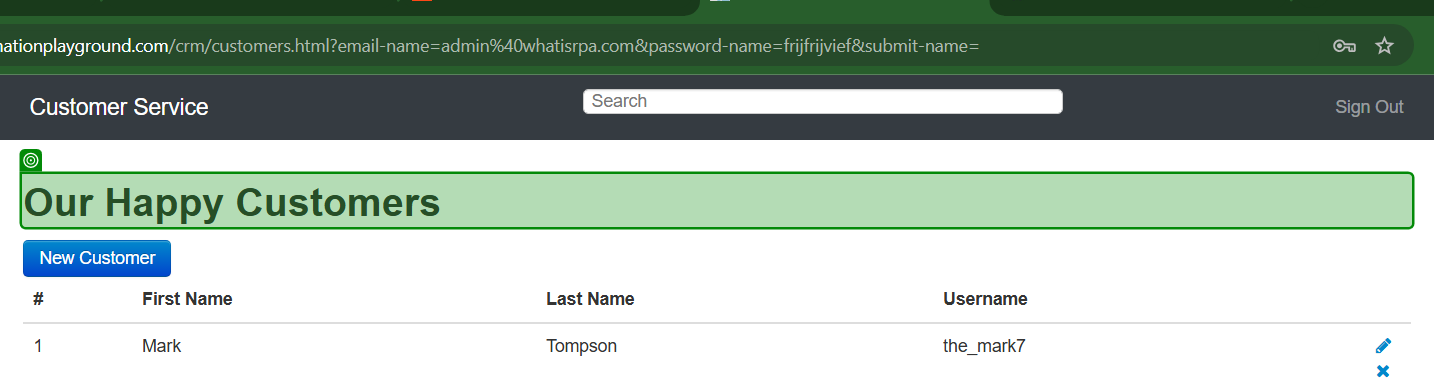 nationplayground.com/crm/customers.html?email-name=admin%40whatisrpa.com&password-name=frijfrijvief&submit-name=
Customer Service Search Sign Out
Our Happy Customers
New Customer
# First Name Last Name Username
1 Mark Tompson the_mark7